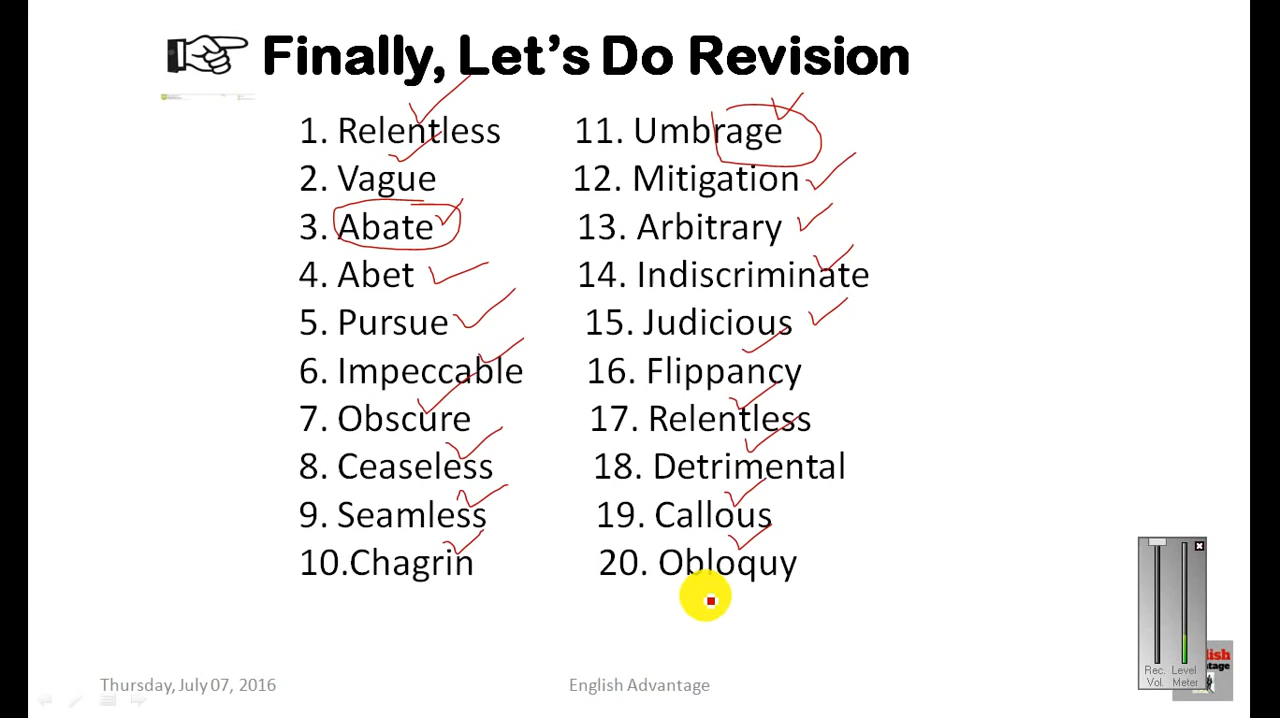 Finally, Let's Do Revision
1. Relentless
2. Vague
3. Abate
4. Abet
5. Pursue
6. Impeccable
7. Obscure
8. Ceaseless
9. Seamless
10.Chagrin
11. Umbrage
12. Mitigation
13. Arbitrary
14. Indiscriminate
15. Judicious
16. Flippancy
17. Relentless
18. Detrimental
19. Callous
20. Obloquy
Rec. Level
Vol. Meter
Thursday, July 07, 2016
English Advantage